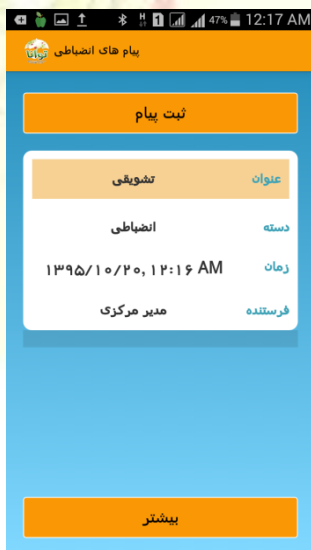 47% 12:17 AM
پیام های انضباطی توانا
ثبت پیام
عنوان تشویقی
دسته انضباطی
زمان ۱۳۹۵/۱۰/۲۰, ۱۲:۱۶ AM
فرستنده مدیر مرکزی
بیشتر